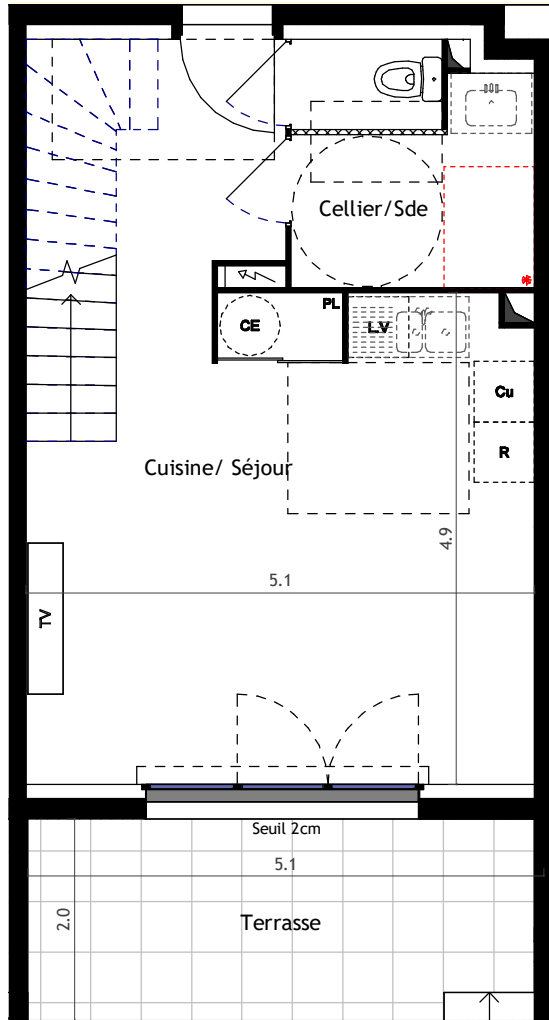 Cellier/Sde
PL
CE
LV
Cu
R
Cuisine/ Séjour
4.9
5.1
TV
Seuil 2cm
5.1
2.0
Terrasse